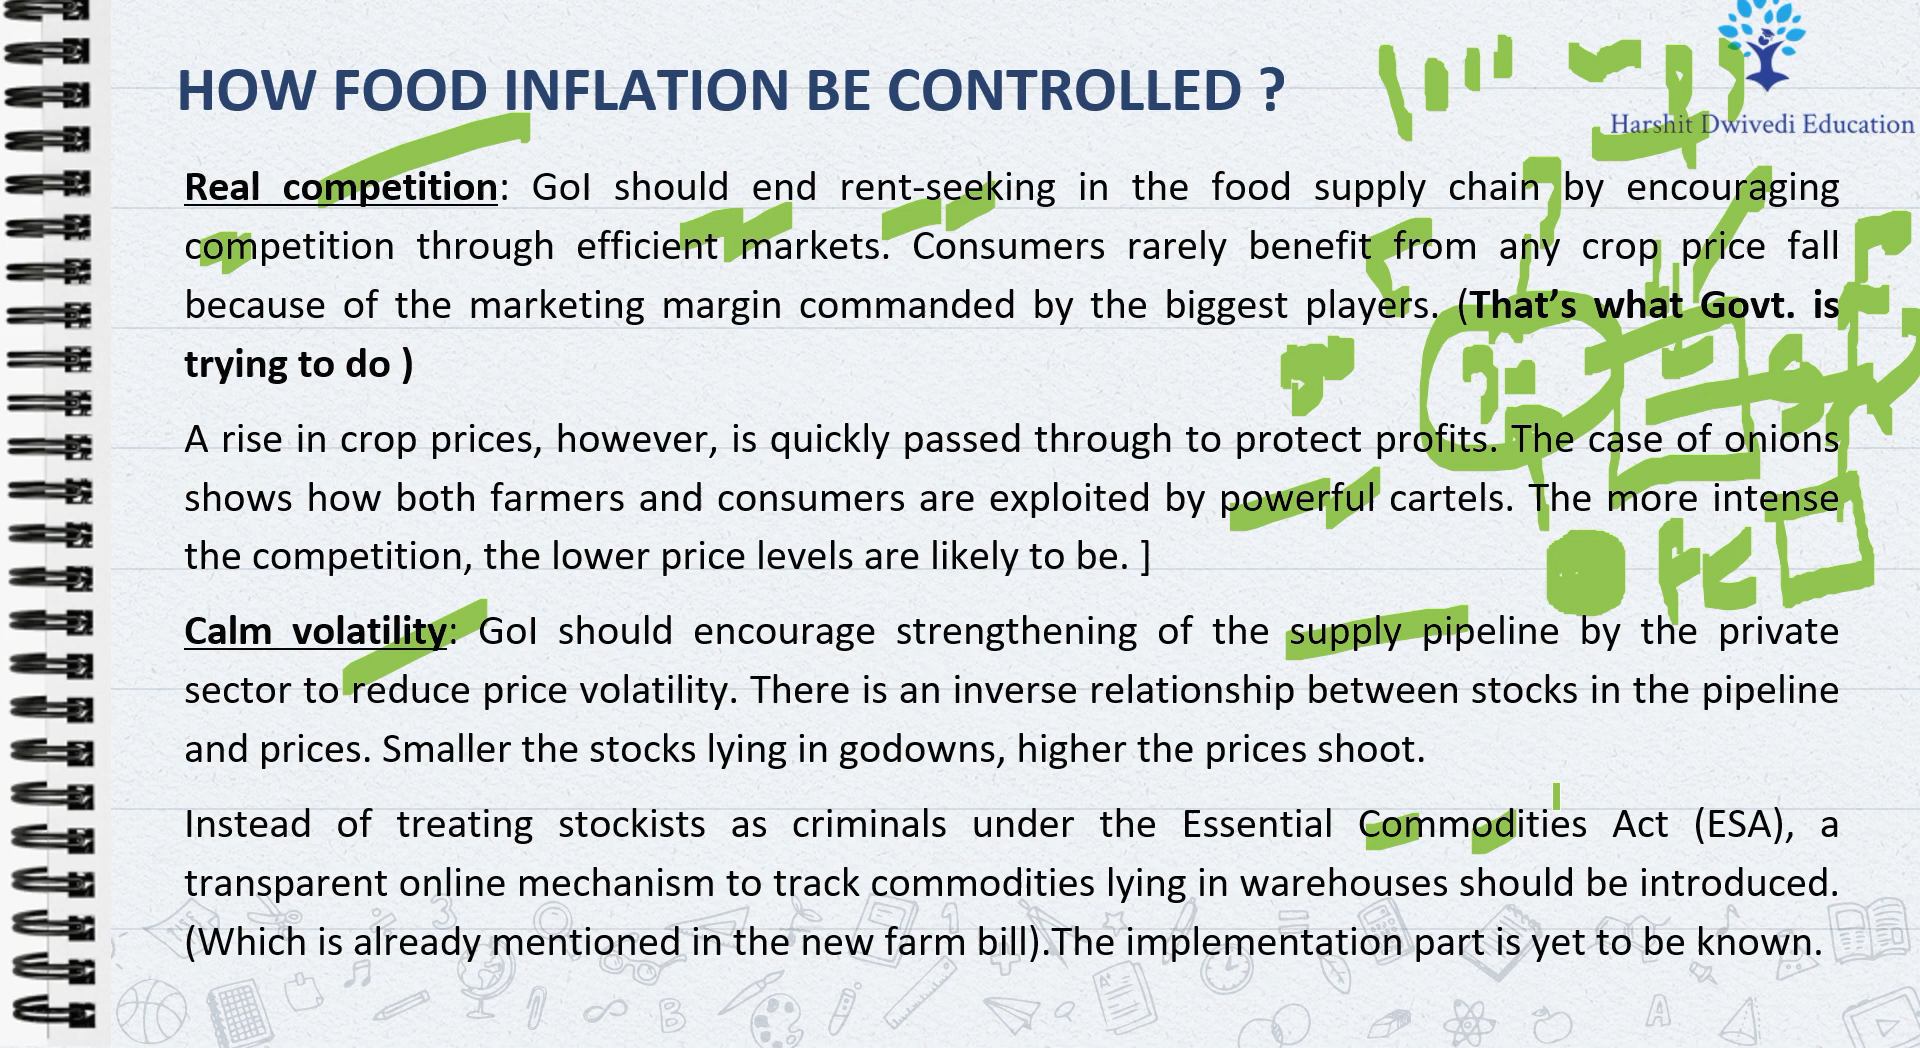 HOW FOOD INFLATION BE CONTROLLED ?
Harshit Dwivedi Education
Real competition: GoI should end rent-seeking in the food supply chain by encouraging
competition through efficient markets. Consumers rarely benefit from any crop price fall
because of the marketing margin commanded by the biggest players. (That’s what Govt. is
trying to do )
A rise in crop prices, however, is quickly passed through to protect profits. The case of onions
shows how both farmers and consumers are exploited by powerful cartels. The more intense
the competition, the lower price levels are likely to be. ]
Calm volatility: GoI should encourage strengthening of the supply pipeline by the private
sector to reduce price volatility. There is an inverse relationship between stocks in the pipeline
and prices. Smaller the stocks lying in godowns, higher the prices shoot.
Instead of treating stockists as criminals under the Essential Commodities Act (ESA), a
transparent online mechanism to track commodities lying in warehouses should be introduced.
(Which is already mentioned in the new farm bill).The implementation part is yet to be known.